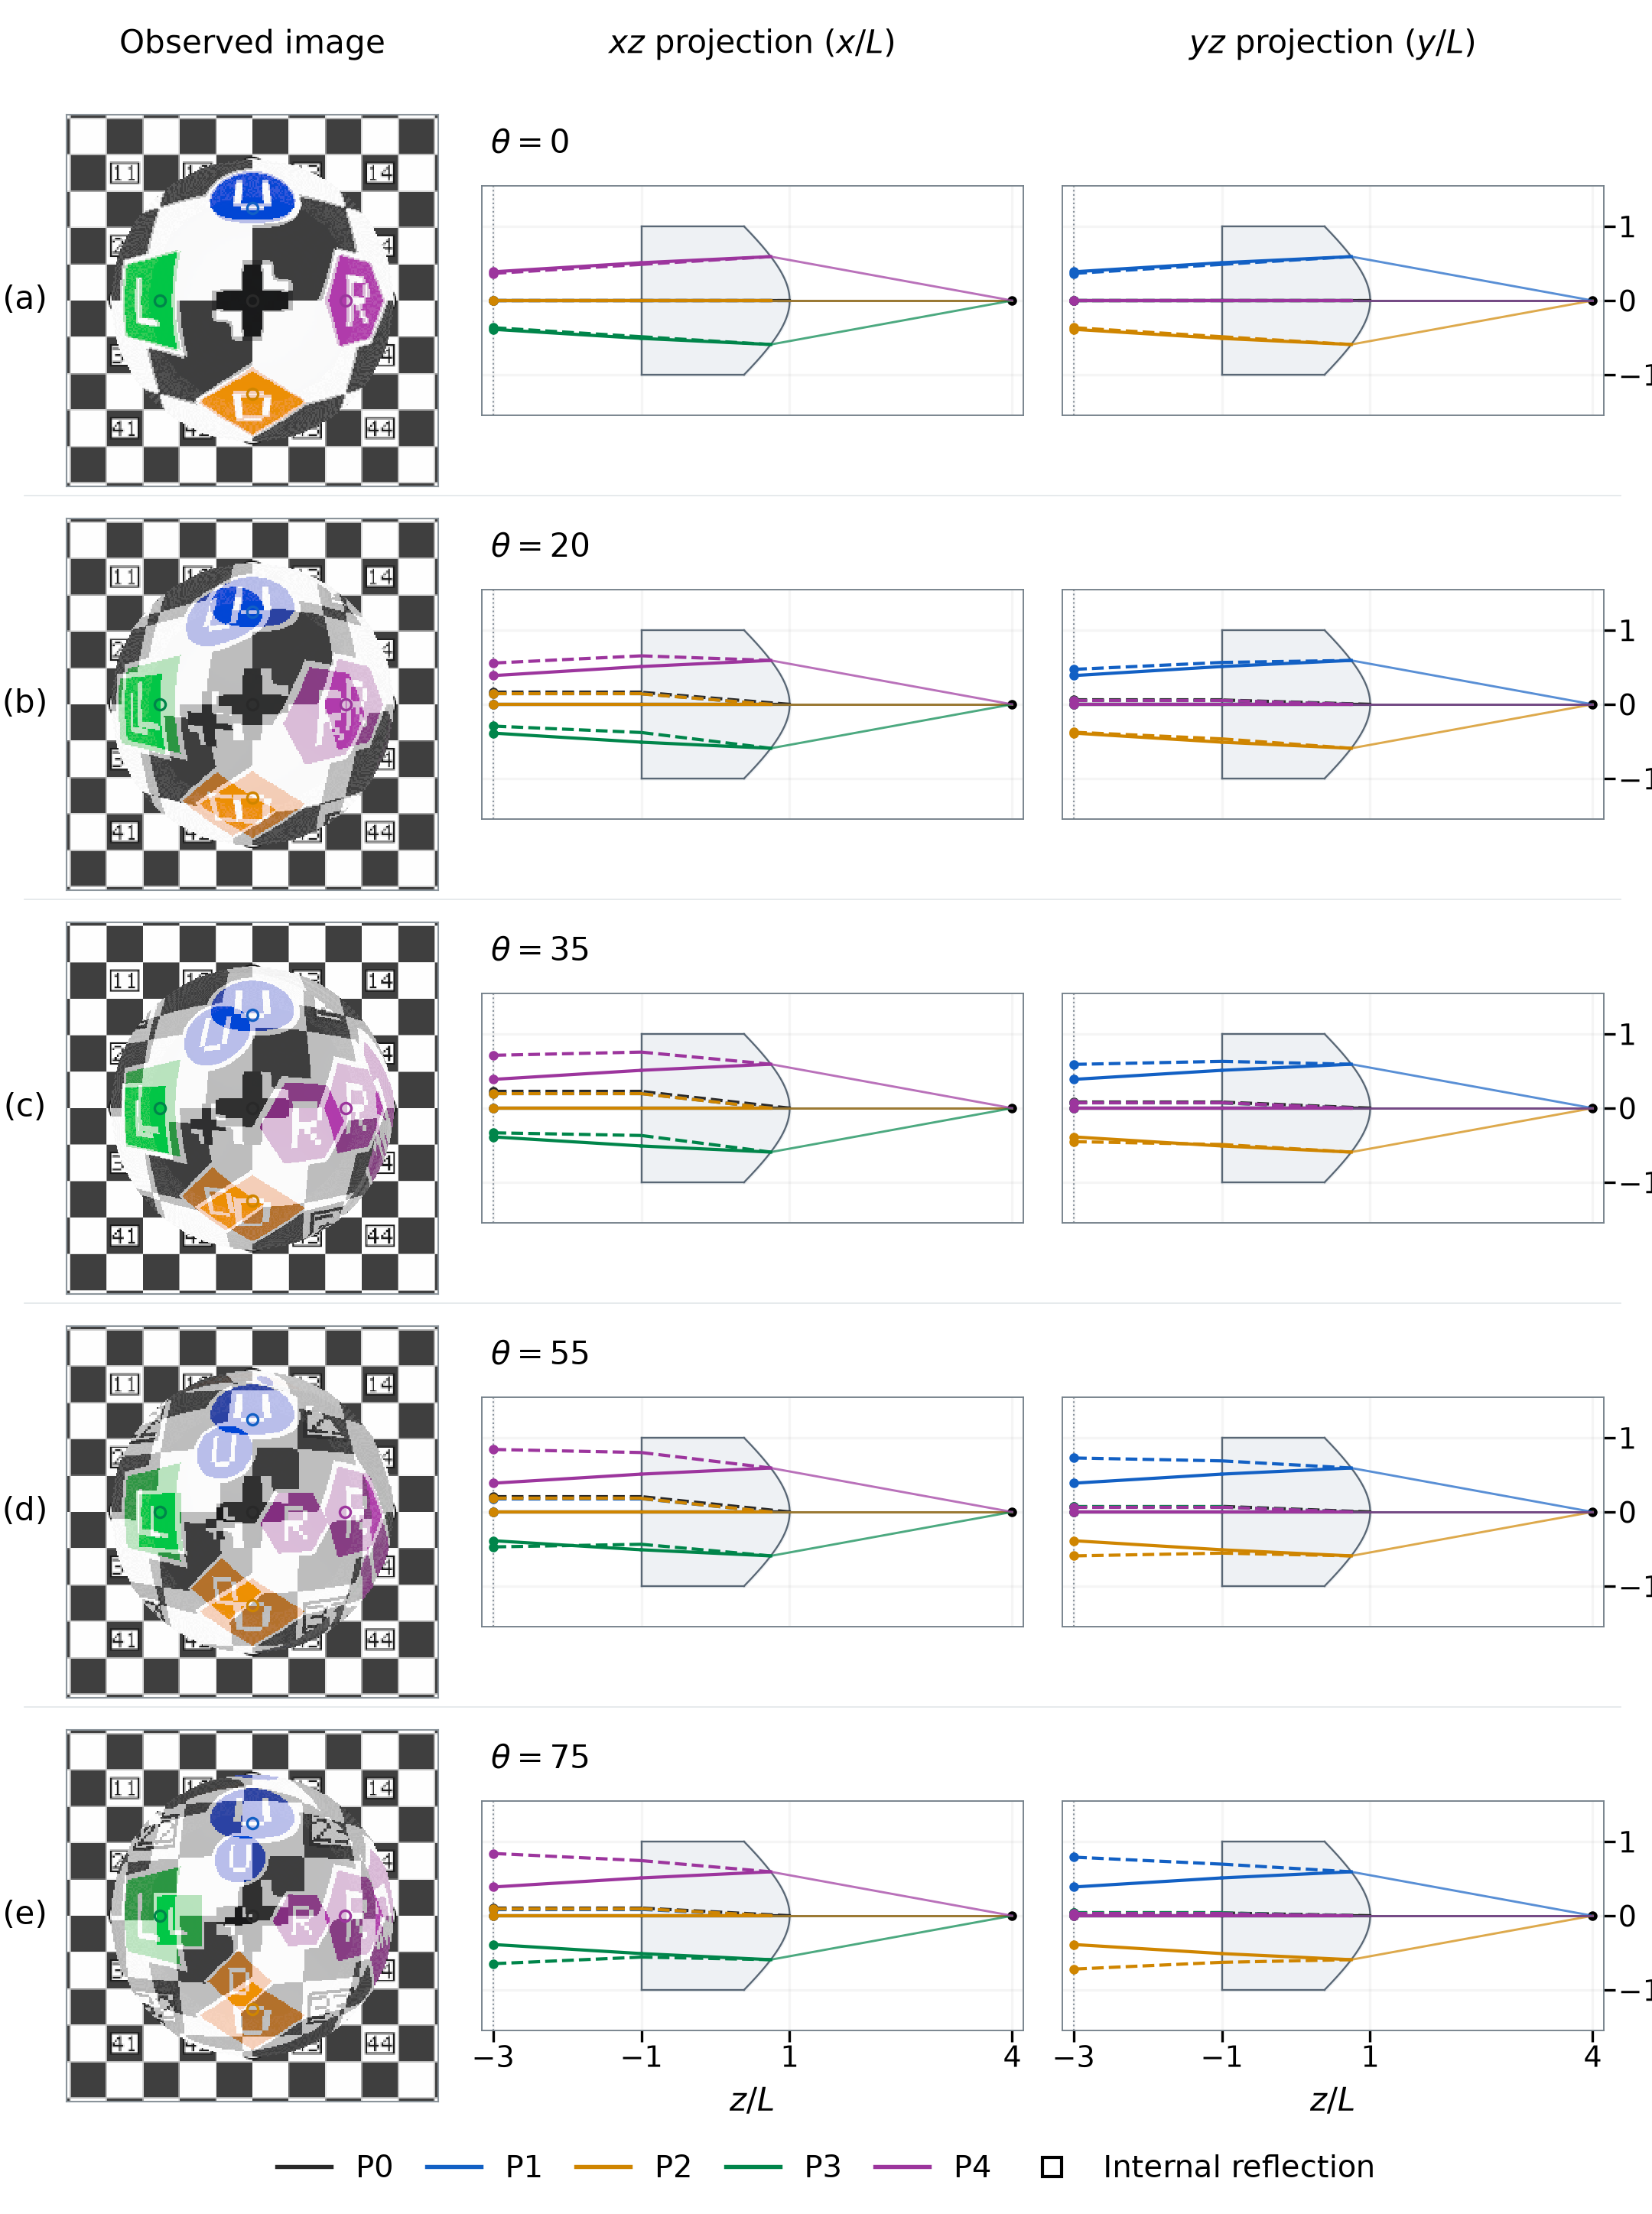 Observed image
xz projection (x/L)
yz projection (y/L)
(a)
θ = 0
11
14
U
L
R
41
44
1
0
(b)
θ = 20
11
14
41
44
1
0
(c)
θ = 35
11
14
U
U
L
R
41
44
1
0
(d)
θ = 55
11
14
U
U
L
R
41
44
1
0
(e)
θ = 75
11
14
U
L
R
D
41
44
1
0
−3 −1 1 4
−3 −1 1 4
z/L
z/L
P0 P1 P2 P3 P4 Internal reflection